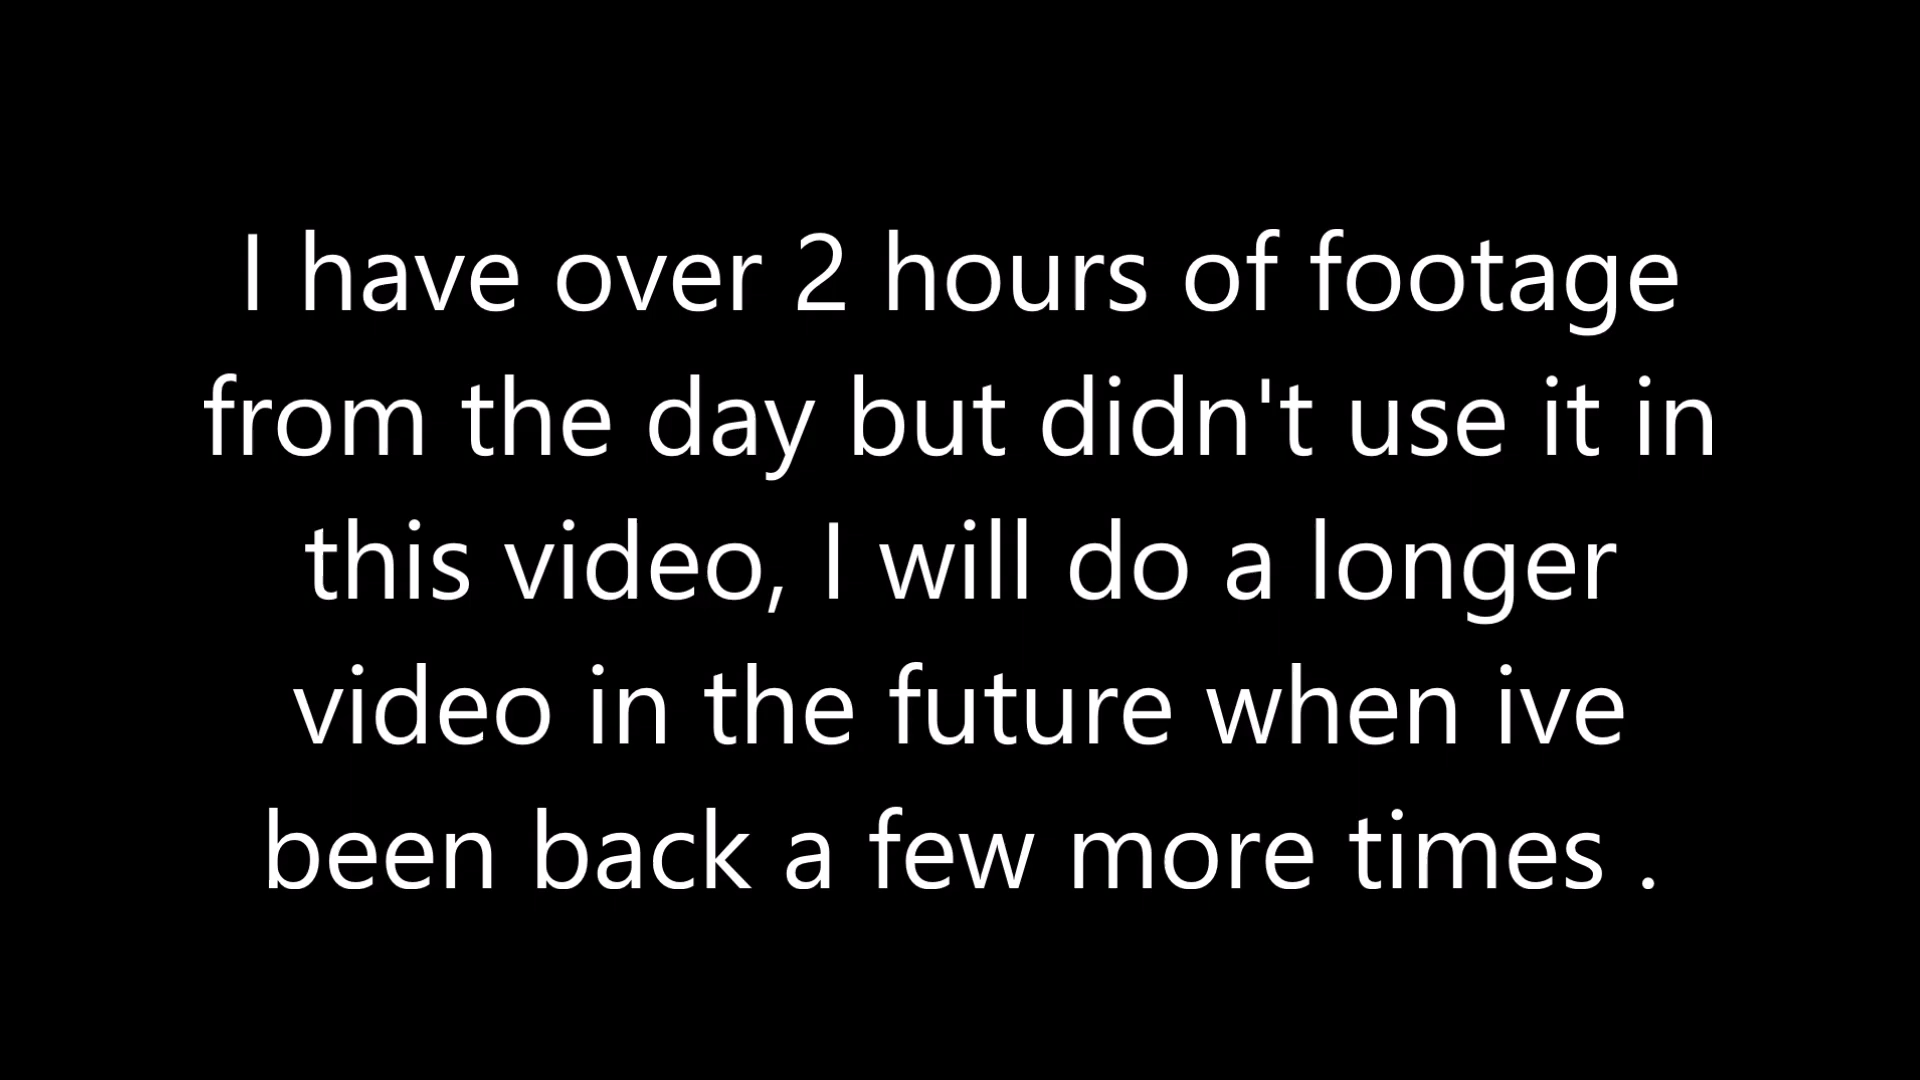 I have over 2 hours of footage
from the day but didn't use it in
this video, I will do a longer
video in the future when ive
been back a few more times .